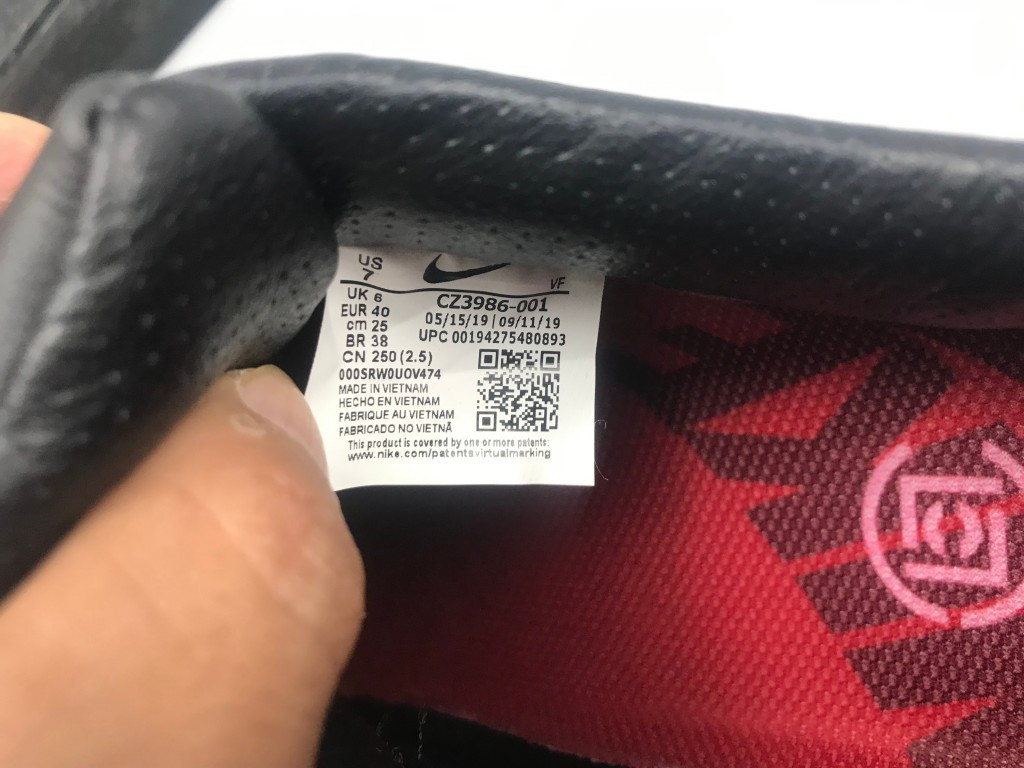 US
7
VF
UK 6
EUR 40
cm 25
BR 38
CN 250 (2.5)
CZ3986-001
05/15/19 | 09/11/19
UPC 00194275480893
000SRW0UOV474
MADE IN VIETNAM
HECHO EN VIETNAM
FABRIQUE AU VIETNAM
FABRICADO NO VIETNÃ
This product is covered by one or more patents:
www.nike.com/patentsvirtualmarking